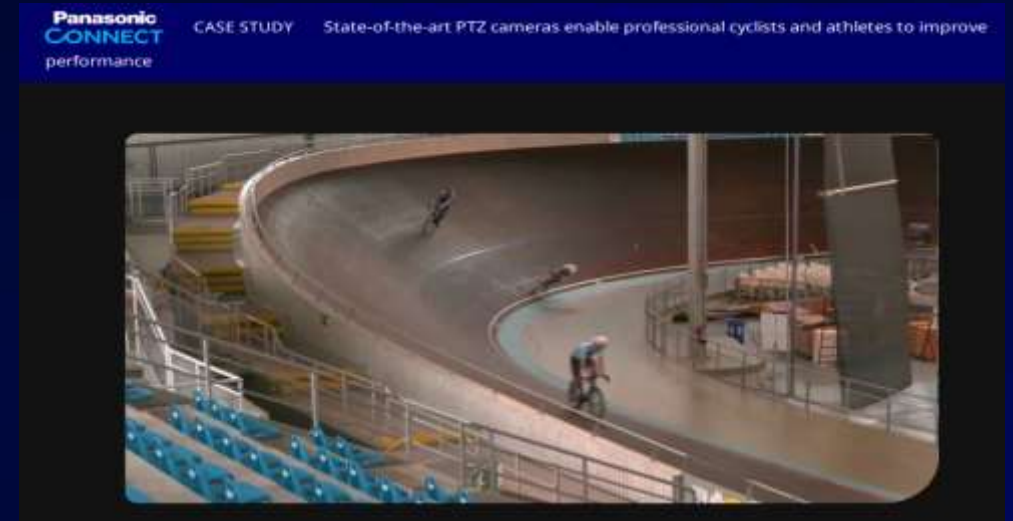 Panasonic
CONNECT
CASE STUDY
State-of-the-art PTZ cameras enable professional cyclists and athletes to improve
performance